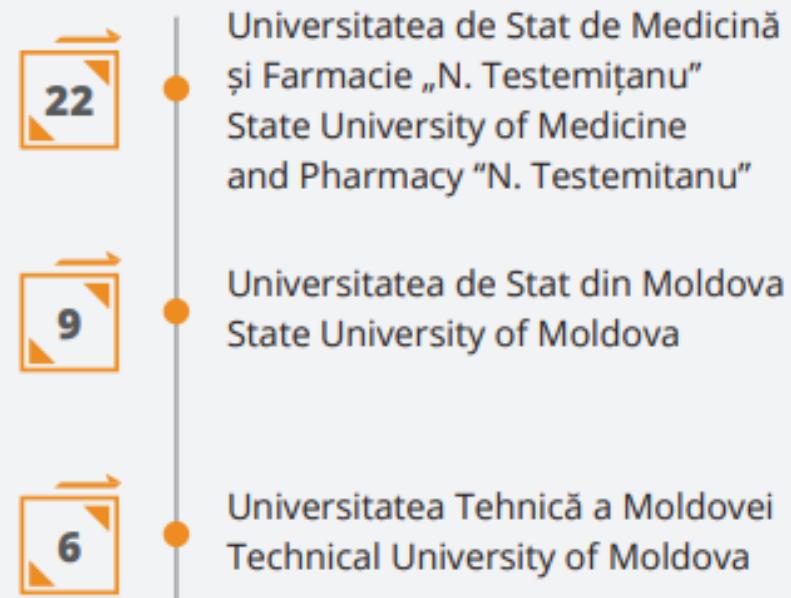 22
Universitatea de Stat de Medicină
și Farmacie „N. Testemițanu”
State University of Medicine
and Pharmacy “N. Testemitanu”
9
Universitatea de Stat din Moldova
State University of Moldova
6
Universitatea Tehnică a Moldovei
Technical University of Moldova